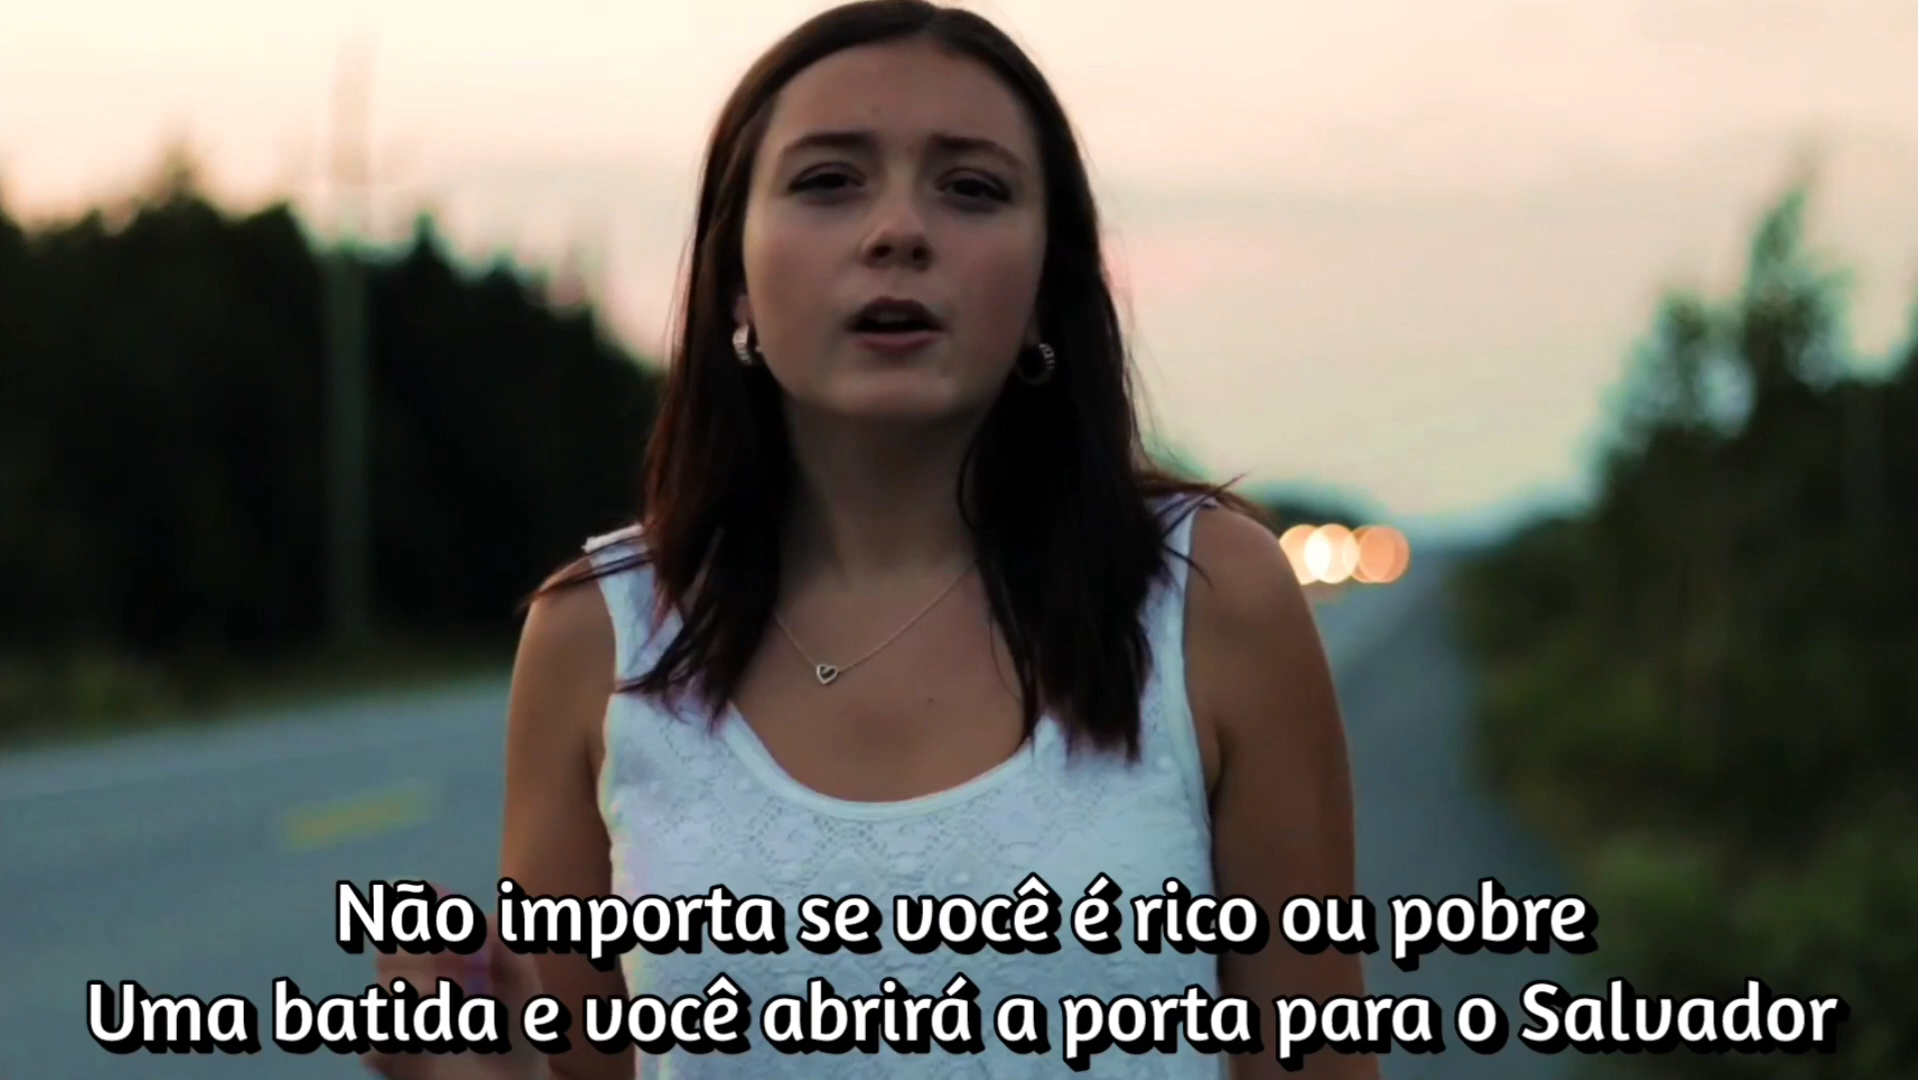 Não importa se você é rico ou pobre
Uma batida e você abrirá a porta para o Salvador